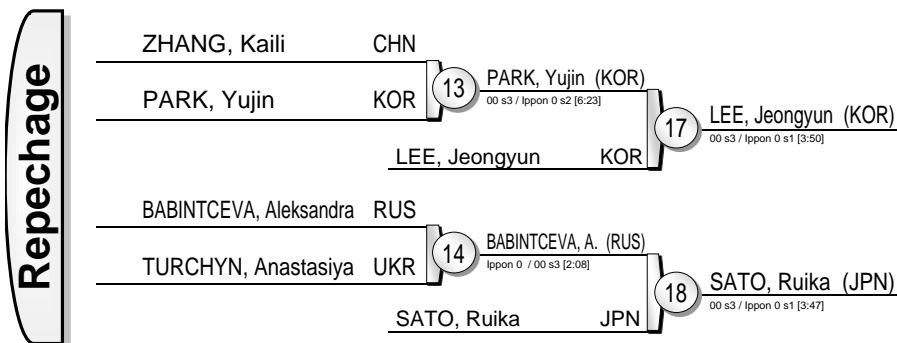 Repechage
ZHANG, Kaili CHN
PARK, Yujin KOR
13
PARK, Yujin (KOR)
00 s3 / Ippon 0 s2 [6:23]
LEE, Jeongyun KOR
17
LEE, Jeongyun (KOR)
00 s3 / Ippon 0 s1 [3:50]
BABINTCEVA, Aleksandra RUS
TURCHYN, Anastasiya UKR
14
BABINTCEVA, A. (RUS)
Ippon 0 / 00 s3 [2:08]
SATO, Ruika JPN
18
SATO, Ruika (JPN)
00 s3 / Ippon 0 s1 [3:47]